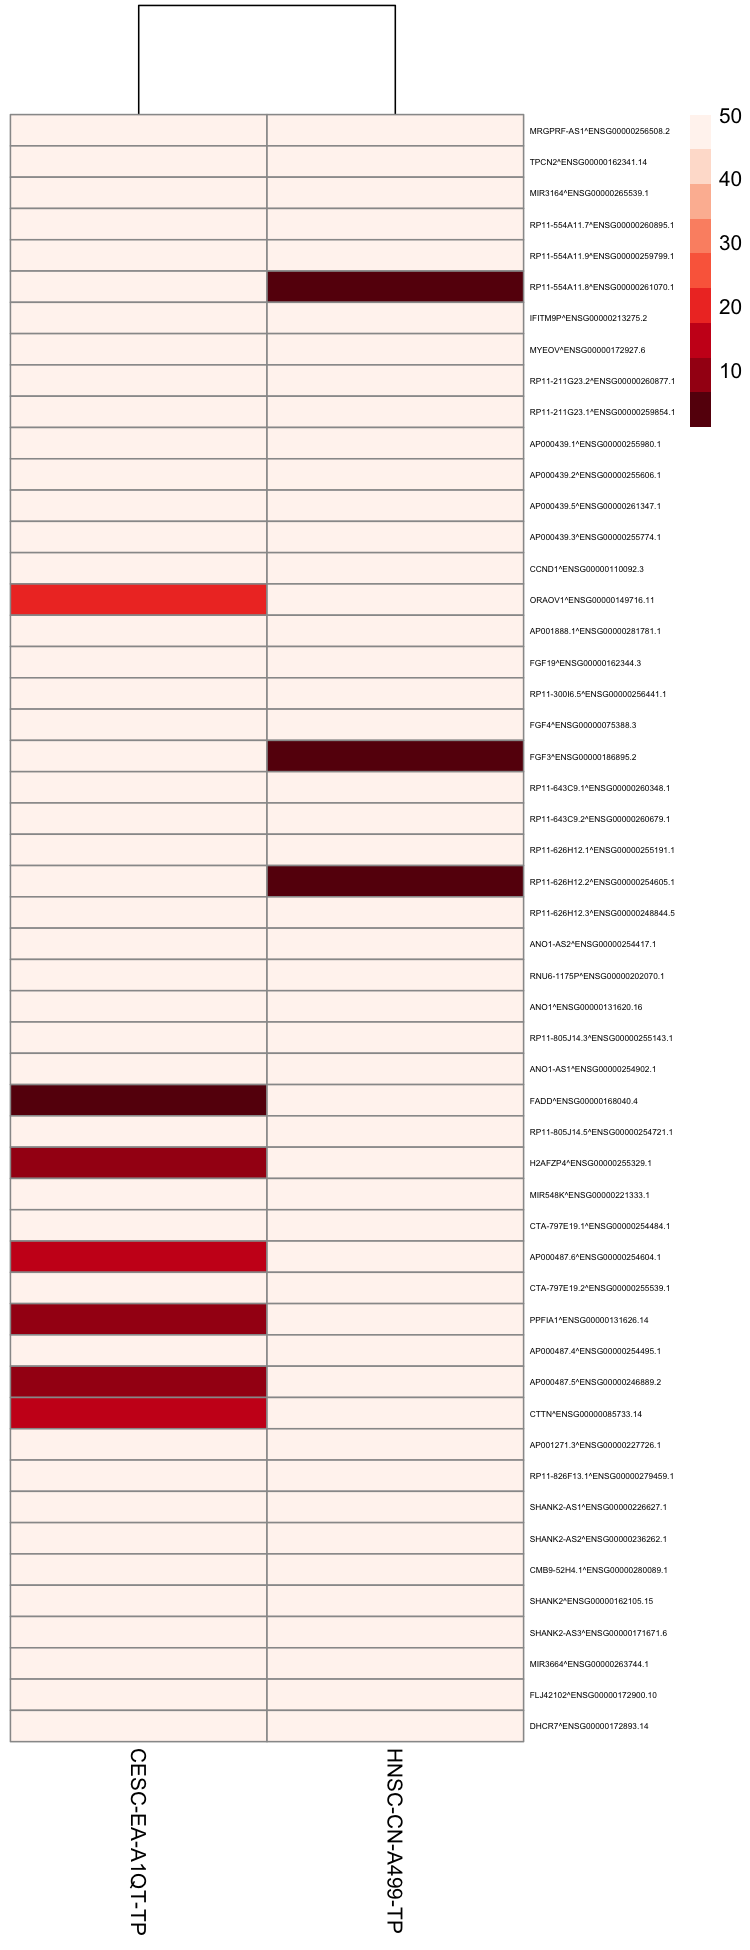 50
MRGPRF-AS1^ENSG00000256508.2
TPCN2^ENSG00000162341.14
40
MIR3164^ENSG00000265539.1
RP11-554A11.7^ENSG00000260895.1
30
RP11-554A11.9^ENSG00000259799.1
RP11-554A11.8^ENSG00000261070.1
20
IFITM9P^ENSG00000213275.2
MYEOV^ENSG00000172927.6
10
RP11-211G23.2^ENSG00000260877.1
RP11-211G23.1^ENSG00000259854.1
AP000439.1^ENSG00000255980.1
AP000439.2^ENSG00000255606.1
AP000439.5^ENSG00000261347.1
AP000439.3^ENSG00000255774.1
CCND1^ENSG00000110092.3
ORAOV1^ENSG00000149716.11
AP001888.1^ENSG00000281781.1
FGF19^ENSG00000162344.3
RP11-300I6.5^ENSG00000256441.1
FGF4^ENSG00000075388.3
FGF3^ENSG00000186895.2
RP11-643C9.1^ENSG00000260348.1
RP11-643C9.2^ENSG00000260679.1
RP11-626H12.1^ENSG00000255191.1
RP11-626H12.2^ENSG00000254605.1
RP11-626H12.3^ENSG00000248844.5
ANO1-AS2^ENSG00000254417.1
RNU6-1175P^ENSG00000202070.1
ANO1^ENSG00000131620.16
RP11-805J14.3^ENSG00000255143.1
ANO1-AS1^ENSG00000254902.1
FADD^ENSG00000168040.4
RP11-805J14.5^ENSG00000254721.1
H2AFZP4^ENSG00000255329.1
MIR548K^ENSG00000221333.1
CTA-797E19.1^ENSG00000254484.1
AP000487.6^ENSG00000254604.1
CTA-797E19.2^ENSG00000255539.1
PPFIA1^ENSG00000131626.14
AP000487.4^ENSG00000254495.1
AP000487.5^ENSG00000246889.2
CTTN^ENSG00000085733.14
AP001271.3^ENSG00000227726.1
RP11-826F13.1^ENSG00000279459.1
SHANK2-AS1^ENSG00000226627.1
SHANK2-AS2^ENSG00000236262.1
CMB9-52H4.1^ENSG00000280089.1
SHANK2^ENSG00000162105.15
SHANK2-AS3^ENSG00000171671.6
MIR3664^ENSG00000263744.1
FLJ42102^ENSG00000172900.10
DHCR7^ENSG00000172893.14
CESC-EA-A1QT-TP
HNSC-CN-A499-TP